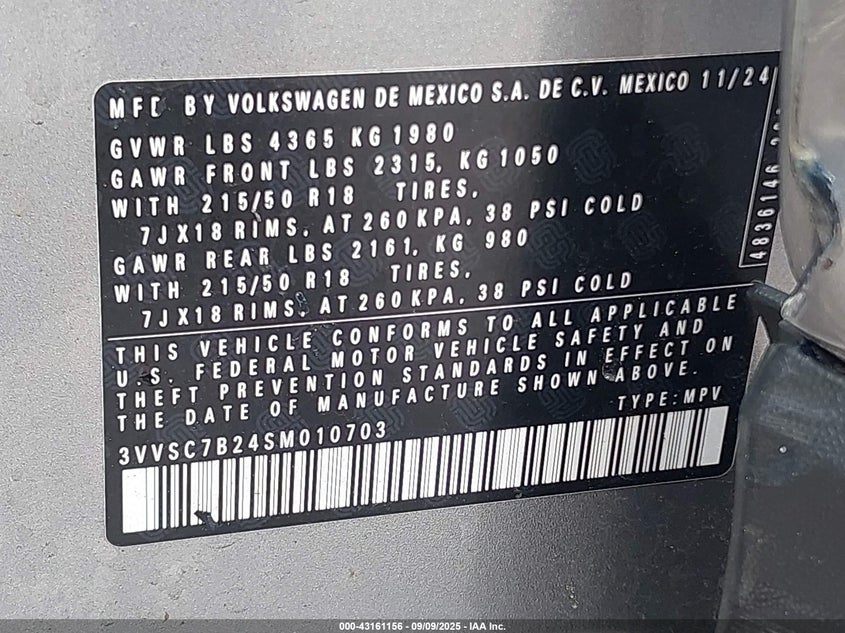 MFD BY VOLKSWAGEN DE MEXICO S.A. DE C.V. MEXICO 11/24
GVWR LBS 4365 KG 1980
GAWR FRONT LBS 2315, KG 1050
WITH 215/50 R18 TIRES,
7JX18 RIMS, AT 260 KPA, 38 PSI COLD
GAWR REAR LBS 2161, KG 980
WITH 215/50 R18 TIRES,
7JX18 RIMS, AT 260 KPA, 38 PSI COLD
THIS VEHICLE CONFORMS TO ALL APPLICABLE
U.S. FEDERAL MOTOR VEHICLE SAFETY AND
THEFT PREVENTION STANDARDS IN EFFECT ON
THE DATE OF MANUFACTURE SHOWN ABOVE.
TYPE: MPV
3VVSC7B24SM010703
4836146
000-43161156 - 09/09/2025 - IAA Inc.